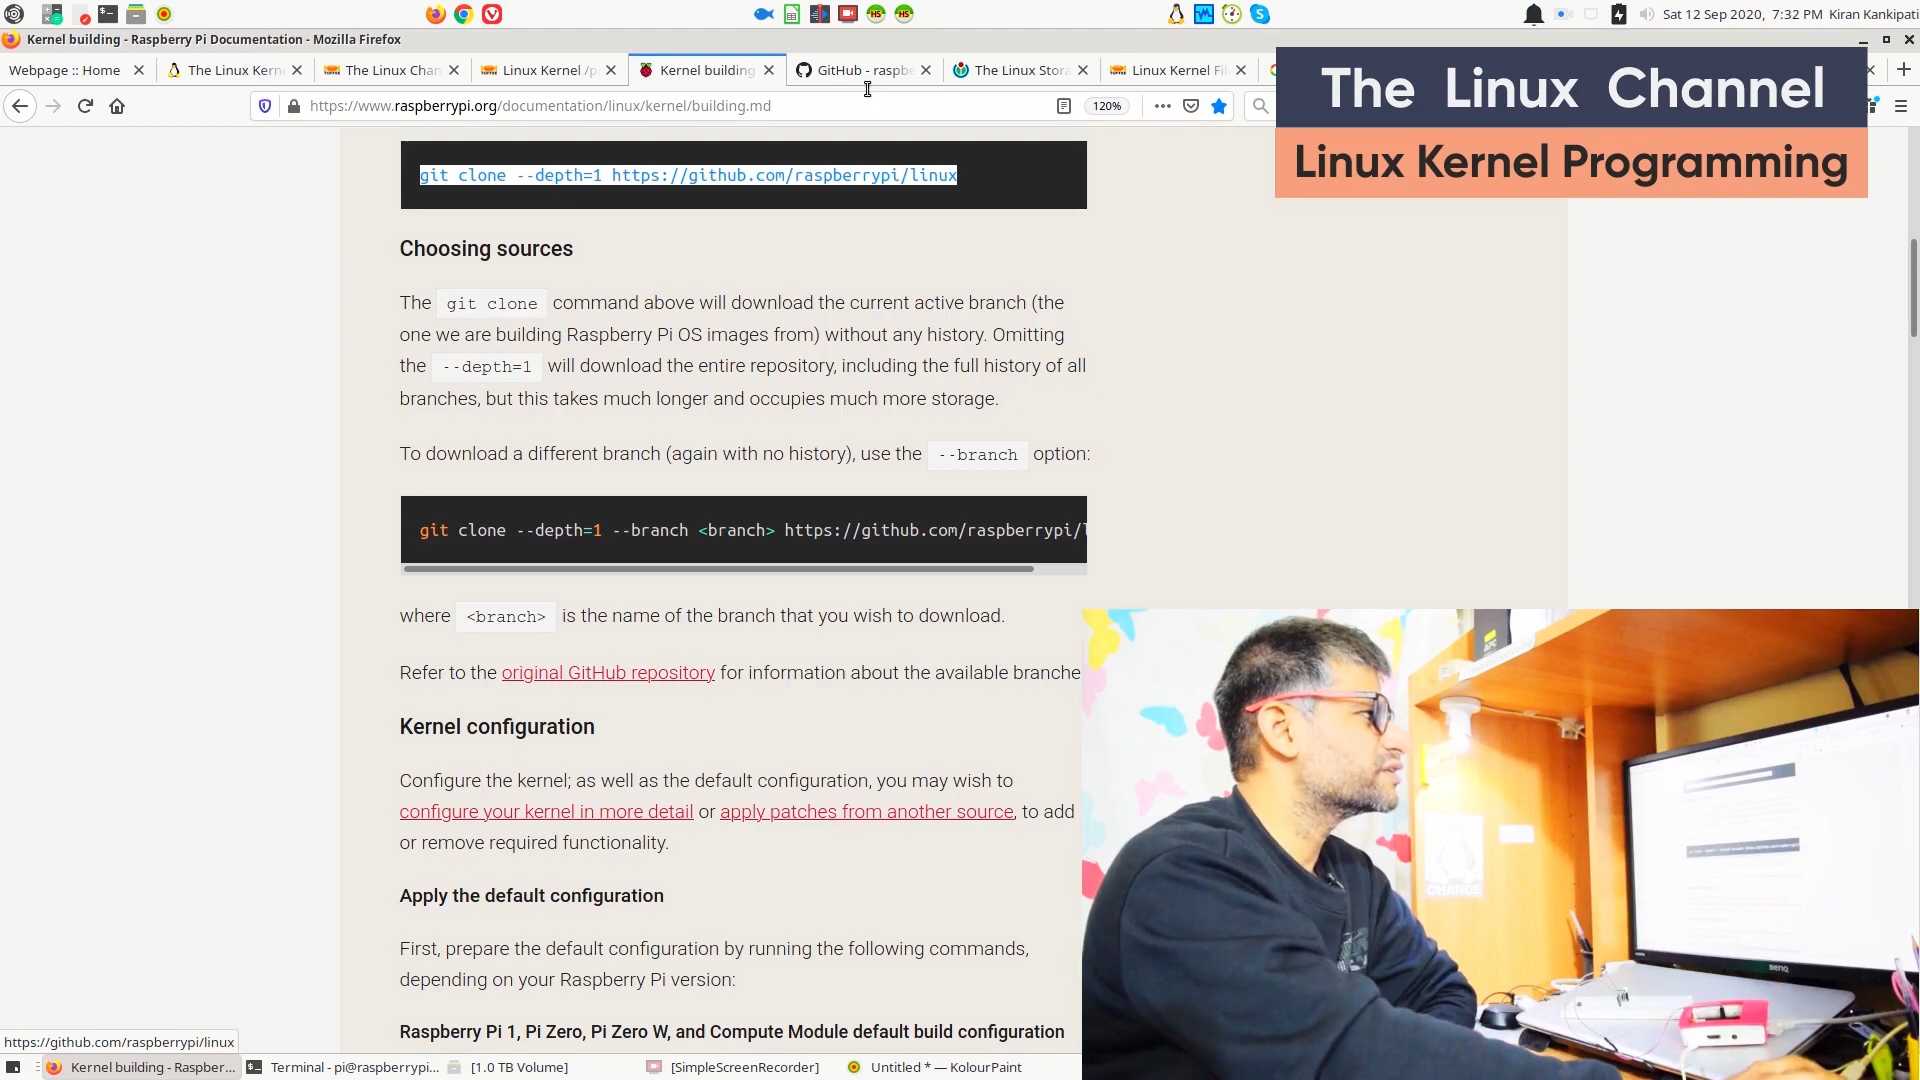 Sat 12 Sep 2020, 7:32 PM Kiran Kankipati
Kernel building - Raspberry Pi Documentation - Mozilla Firefox
Webpage :: Home
The Linux Kern
The Linux Chan
Linux Kernel /p
Kernel building
GitHub - raspbe
The Linux Stora
Linux Kernel Fil
https://www.raspberrypi.org/documentation/linux/kernel/building.md
120%
The Linux Channel
Linux Kernel Programming
git clone --depth=1 https://github.com/raspberrypi/linux
Choosing sources
The git clone command above will download the current active branch (the
one we are building Raspberry Pi OS images from) without any history. Omitting
the --depth=1 will download the entire repository, including the full history of all
branches, but this takes much longer and occupies much more storage.
To download a different branch (again with no history), use the --branch option:
git clone --depth=1 --branch <branch> https://github.com/raspberrypi/l
where <branch> is the name of the branch that you wish to download.
Refer to the original GitHub repository for information about the available branche
Kernel configuration
Configure the kernel; as well as the default configuration, you may wish to
configure your kernel in more detail or apply patches from another source, to add
or remove required functionality.
Apply the default configuration
First, prepare the default configuration by running the following commands,
depending on your Raspberry Pi version:
Raspberry Pi 1, Pi Zero, Pi Zero W, and Compute Module default build configuration
APC
CHANGE
BenQ
https://github.com/raspberrypi/linux
Kernel building - Raspber...
Terminal - pi@raspberrypi...
[1.0 TB Volume]
[SimpleScreenRecorder]
Untitled * — KolourPaint